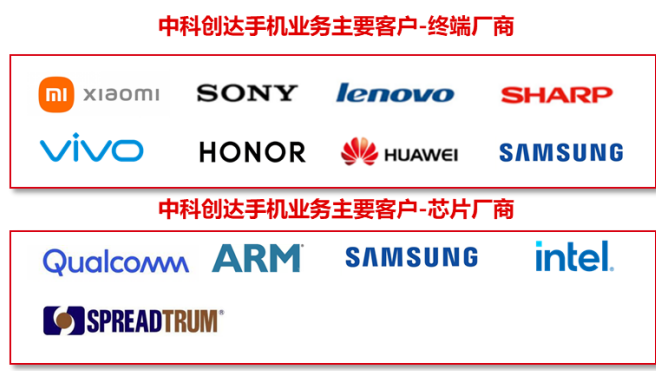 中科创达手机业务主要客户-终端厂商
mi xiaomi SONY lenovo SHARP
vivo HONOR HUAWEI SAMSUNG
中科创达手机业务主要客户-芯片厂商
Qualcomm ARM SAMSUNG intel.
SPREADTRUM®